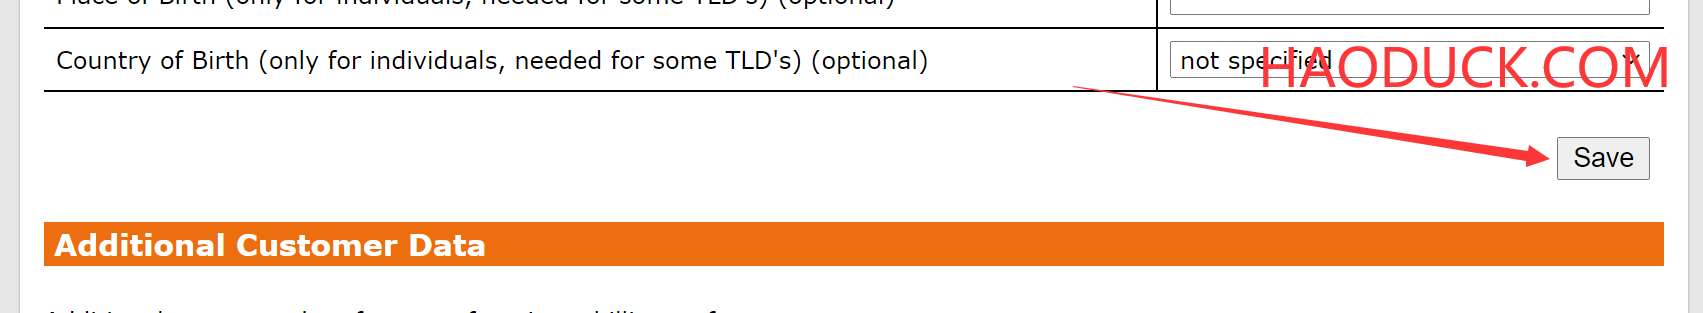 Place of Birth (only for individuals, needed for some TLD's) (optional)
Country of Birth (only for individuals, needed for some TLD's) (optional)
not specified
HAODUCK.COM
Save
Additional Customer Data